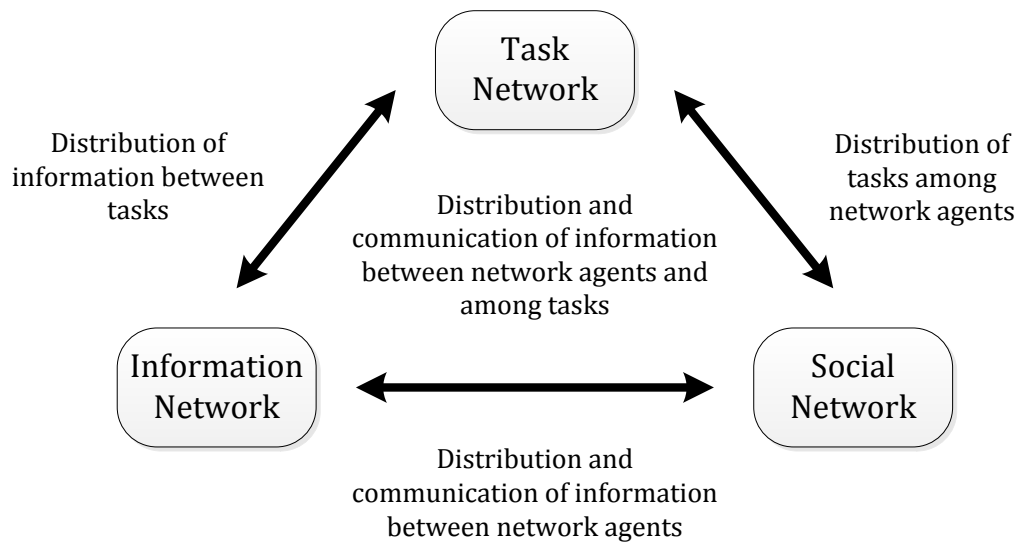 Task
Network
Distribution of
information between
tasks
Distribution of
tasks among
network agents
Distribution and
communication of information
between network agents and
among tasks
Information
Network
Social
Network
Distribution and
communication of information
between network agents